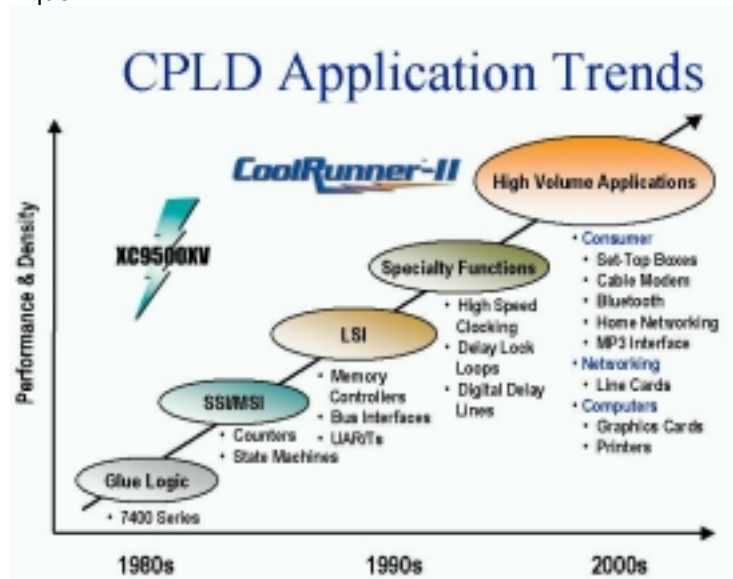 CPLD Application Trends
CoolRunner-II
High Volume Applications
XC9500XV
Performance & Density
Specialty Functions
• Consumer
• Set-Top Boxes
• Cable Modem
• Bluetooth
• Home Networking
• MP3 Interface
• Networking
• Line Cards
• Computers
• Graphics Cards
• Printers
• High Speed
Clocking
• Delay Lock
Loops
• Digital Delay
Lines
LSI
• Memory
Controllers
• Bus Interfaces
• UAR/Ts
SSI/MSI
• Counters
• State Machines
Glue Logic
• 7400 Series
1980s
1990s
2000s